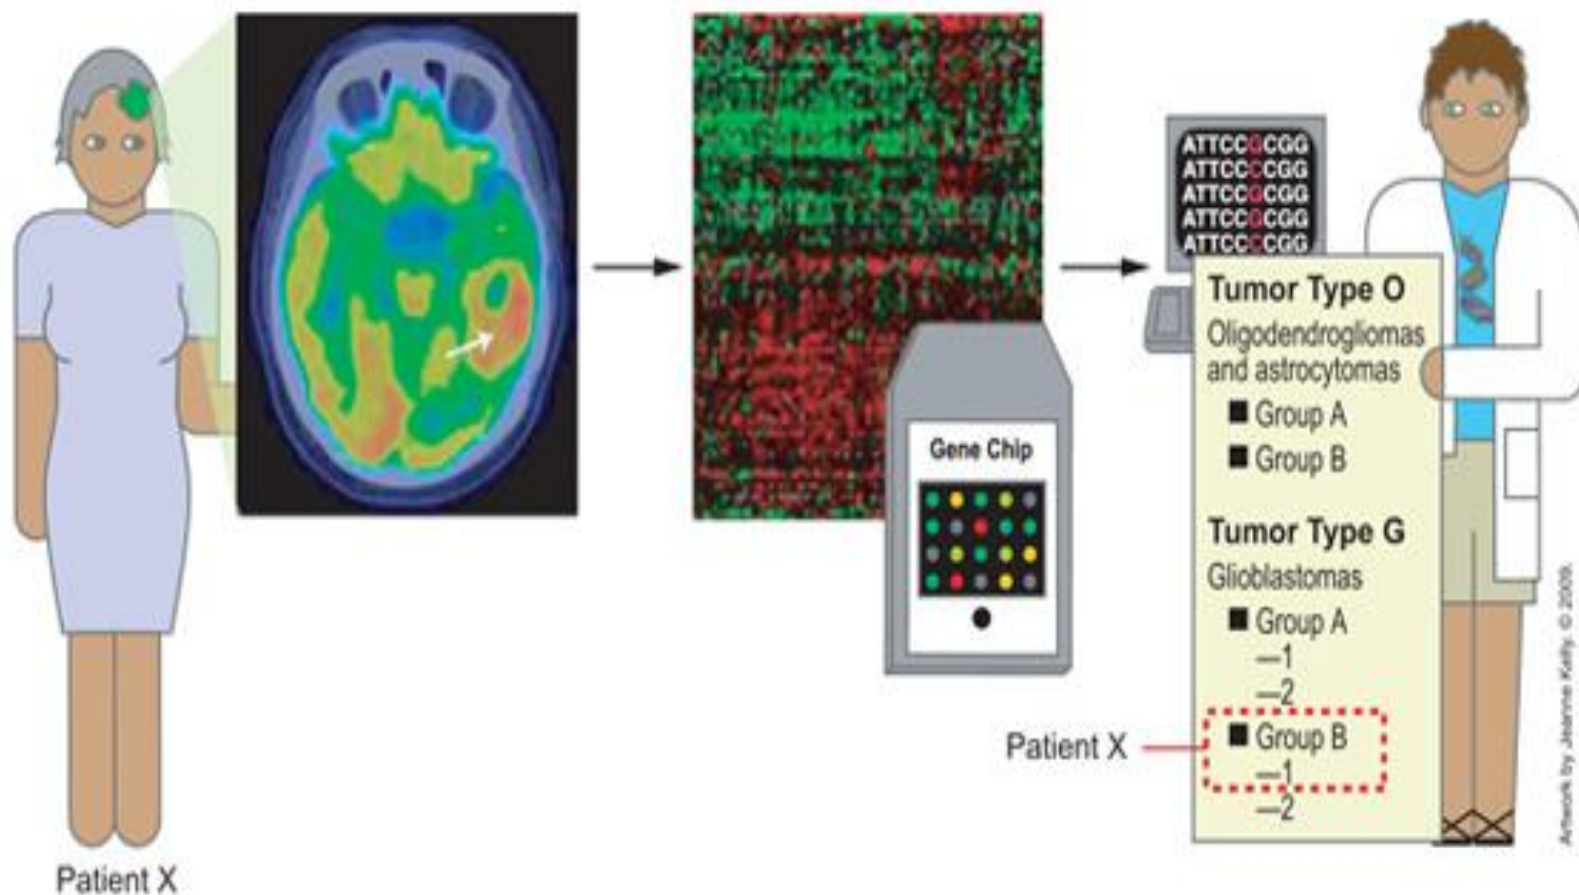 Patient X
Gene Chip
ATTCCGCGG
ATTCCCCGG
ATTCCGCGG
ATTCCGCGG
ATTCCCCGG
Tumor Type O
Oligodendrogliomas
and astrocytomas
■ Group A
■ Group B
Tumor Type G
Glioblastomas
■ Group A
—1
—2
■ Group B
—1
—2
Patient X
Artwork by Jeanne Kelly. © 2009.